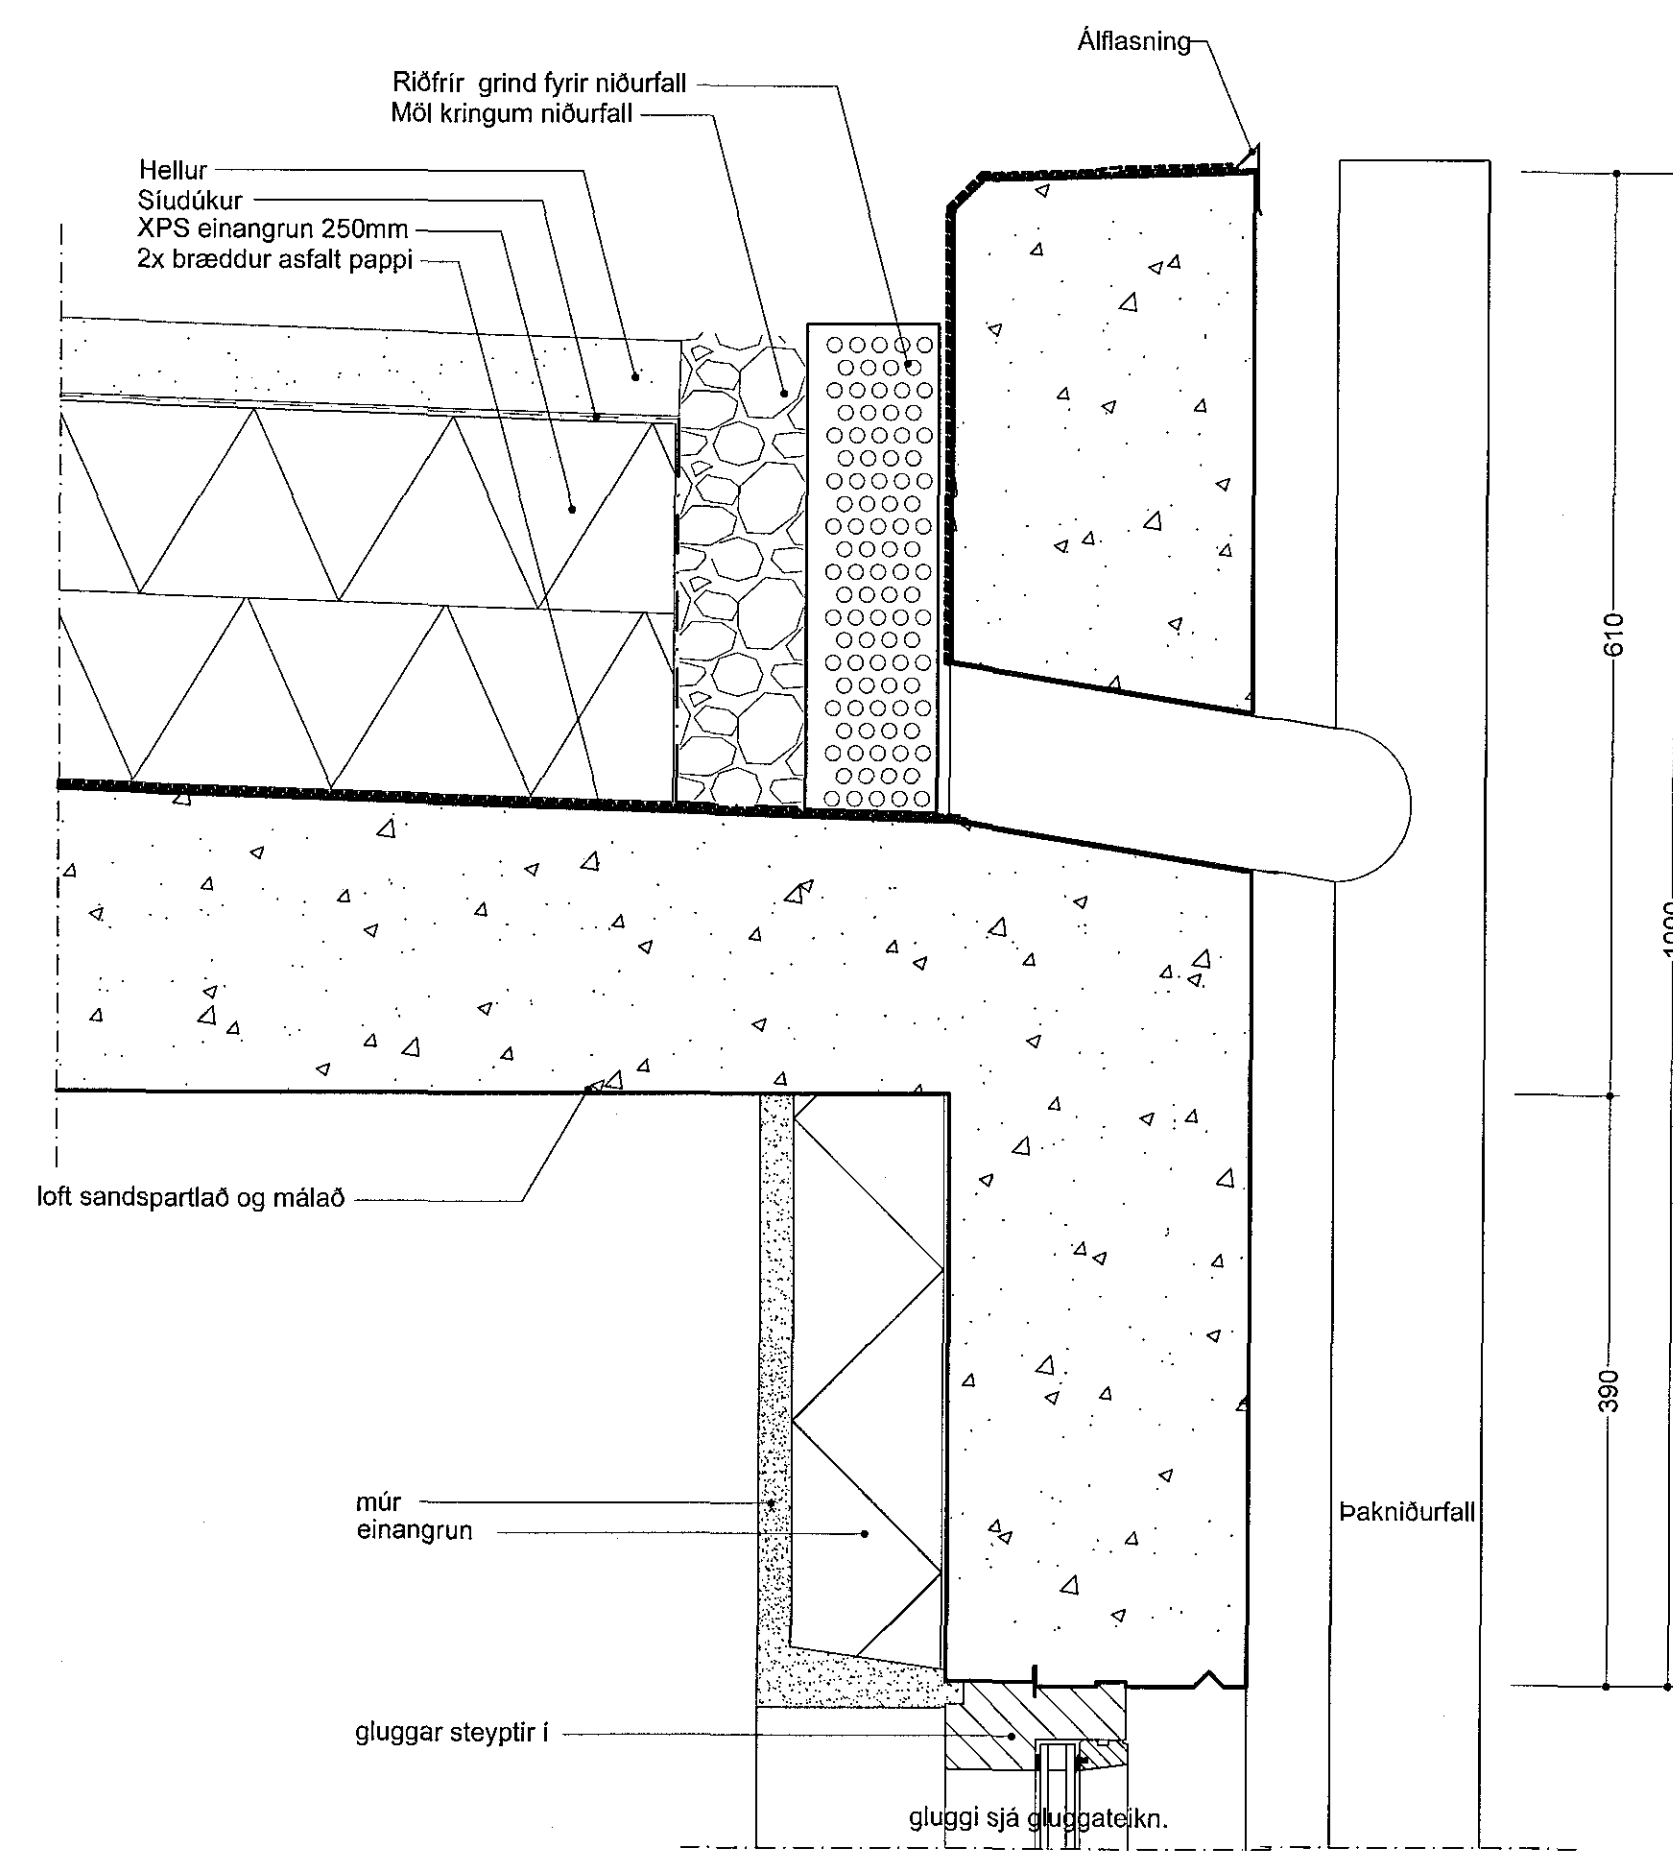 Álflasning
Riðfrír grind fyrir niðurfall
Möl kringum niðurfall
Hellur
Síudúkur
XPS einangrun 250mm
2x bræddur asfalt pappi
610
1000
loft sandspartlað og málað
390
múr
einangrun
Þakniðurfall
gluggar steyptir í
gluggi sjá gluggateikn.